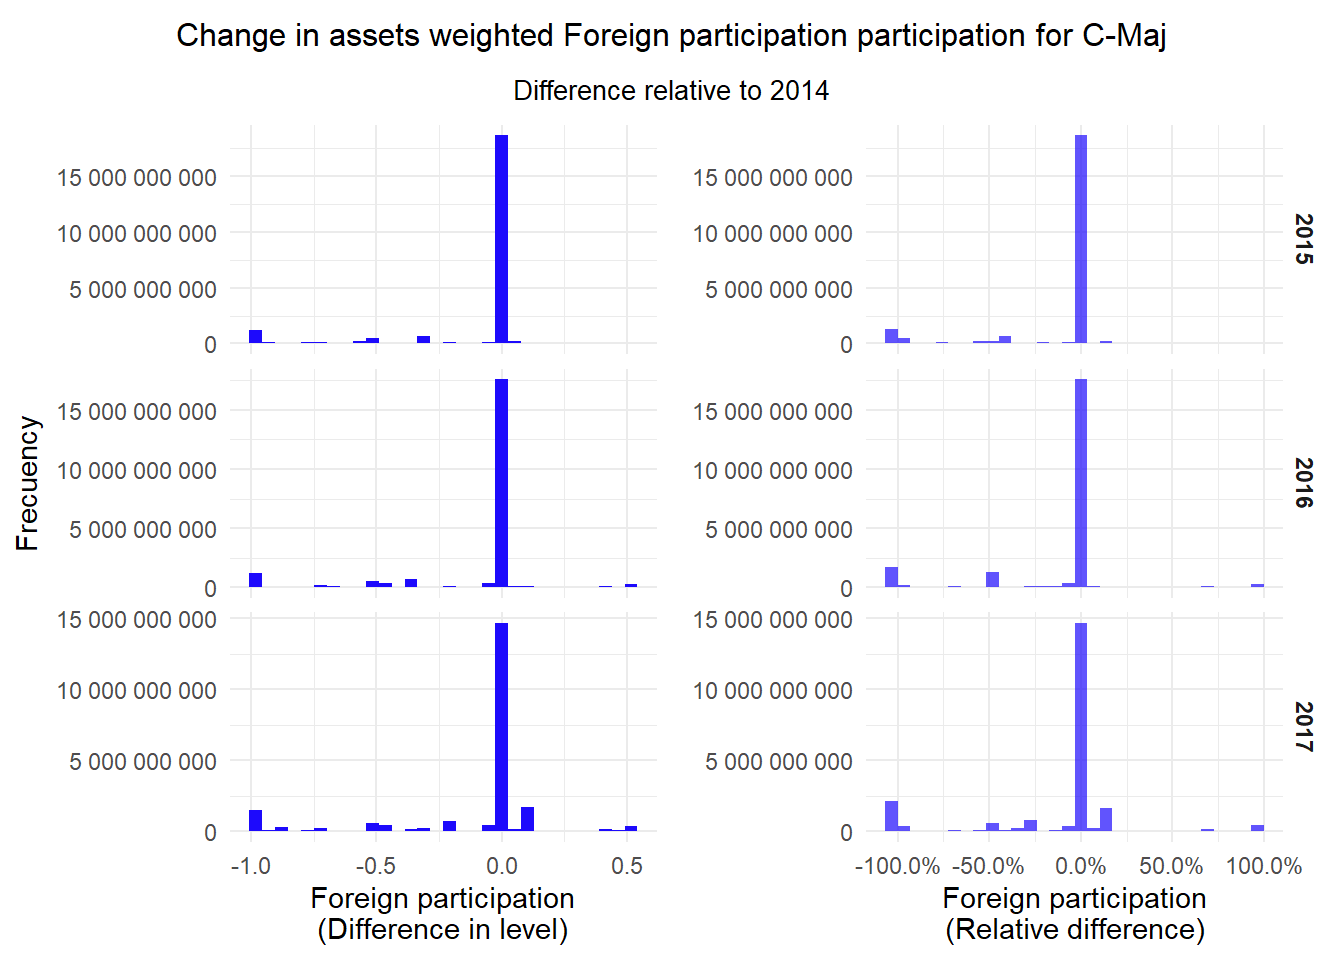 Change in assets weighted Foreign participation participation for C-Maj
Difference relative to 2014
Frecuency
15 000 000 000
10 000 000 000
5 000 000 000
0
15 000 000 000
10 000 000 000
5 000 000 000
0
2015
15 000 000 000
10 000 000 000
5 000 000 000
0
15 000 000 000
10 000 000 000
5 000 000 000
0
2016
15 000 000 000
10 000 000 000
5 000 000 000
0
15 000 000 000
10 000 000 000
5 000 000 000
0
2017
-1.0 -0.5 0.0 0.5
-100.0% -50.0% 0.0% 50.0% 100.0%
Foreign participation
(Difference in level)
Foreign participation
(Relative difference)